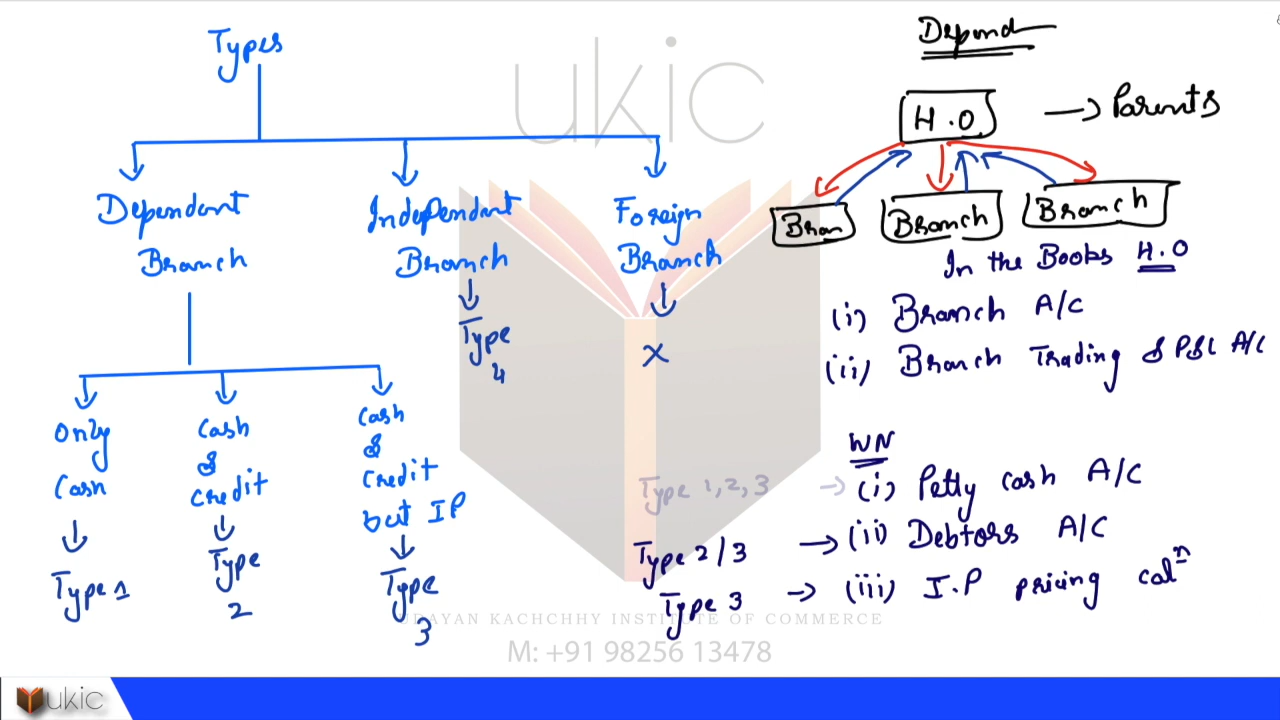 Types
Dependant
Branch
Independant
Branch
↓
Type
4
Foreign
Branch
↓
X
Only
Cash
↓
Type 1
Cash
&
Credit
↓
Type
2
Cash
&
Credit
but IP
↓
Type
3
Depend
H.O → Parents
Bran
Branch
Branch
In the Books H.O
(i) Branch A/C
(ii) Branch Trading & P&L A/C
WN
Type 1,2,3 → (i) Petty cash A/C
Type 2/3 → (ii) Debtors A/C
Type 3 → (iii) I.P pricing calⁿ
ukic
UDAYAN KACHCHHY INSTITUTE OF COMMERCE
M: +91 98256 13478
ukic